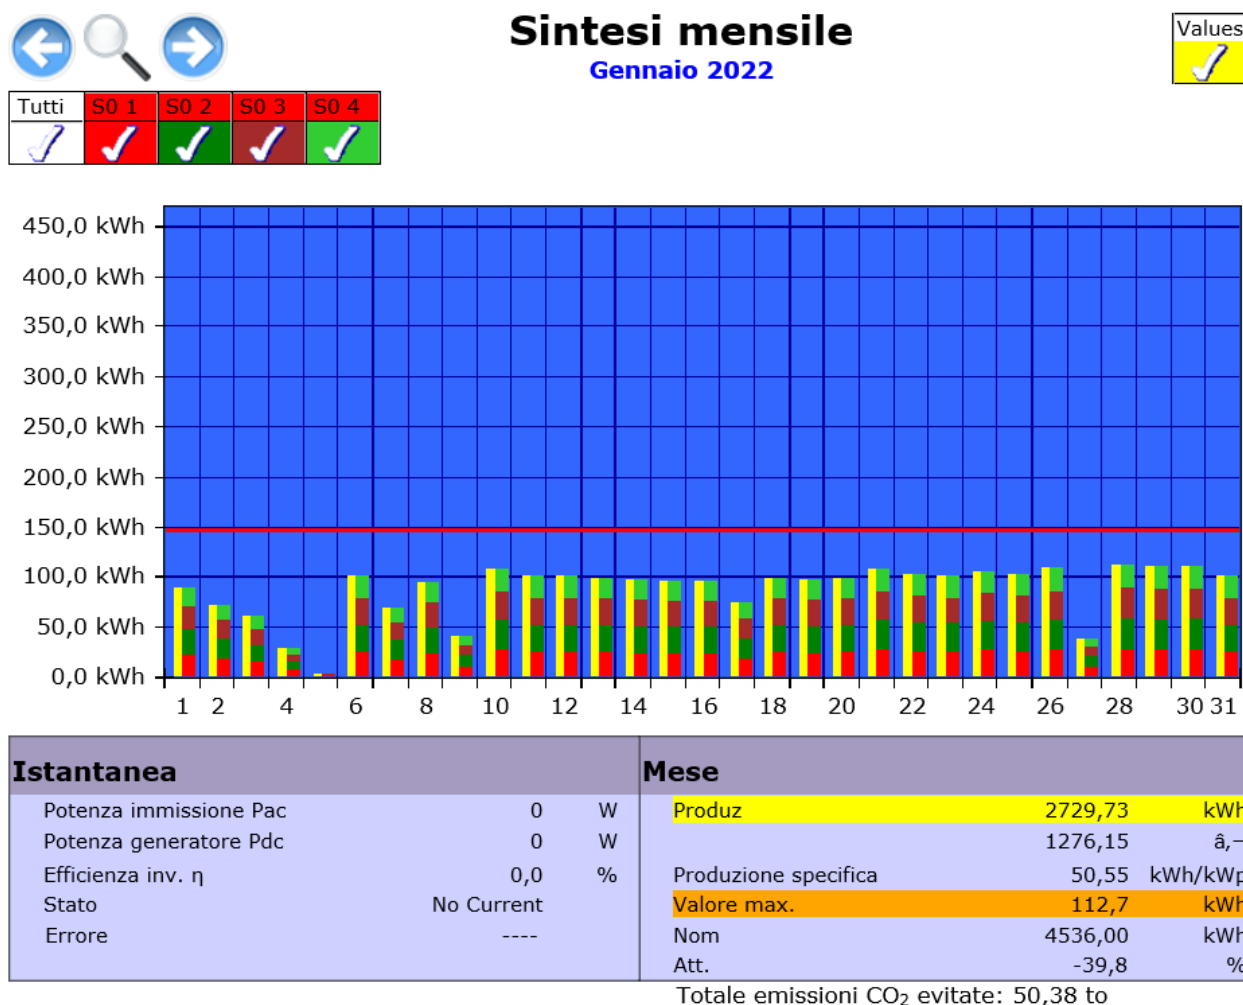 Sintesi mensile
Gennaio 2022
Values
Tutti S0 1 S0 2 S0 3 S0 4
450,0 kWh
400,0 kWh
350,0 kWh
300,0 kWh
250,0 kWh
200,0 kWh
150,0 kWh
100,0 kWh
50,0 kWh
0,0 kWh
1 2 4 6 8 10 12 14 16 18 20 22 24 26 28 30 31
Istantanea
Potenza immissione Pac 0 W
Potenza generatore Pdc 0 W
Efficienza inv. η 0,0 %
Stato No Current
Errore ----
Mese
Produz 2729,73 kWh
1276,15 â‚¬
Produzione specifica 50,55 kWh/kWp
Valore max. 112,7 kWh
Nom 4536,00 kWh
Att. -39,8 %
Totale emissioni CO₂ evitate: 50,38 to